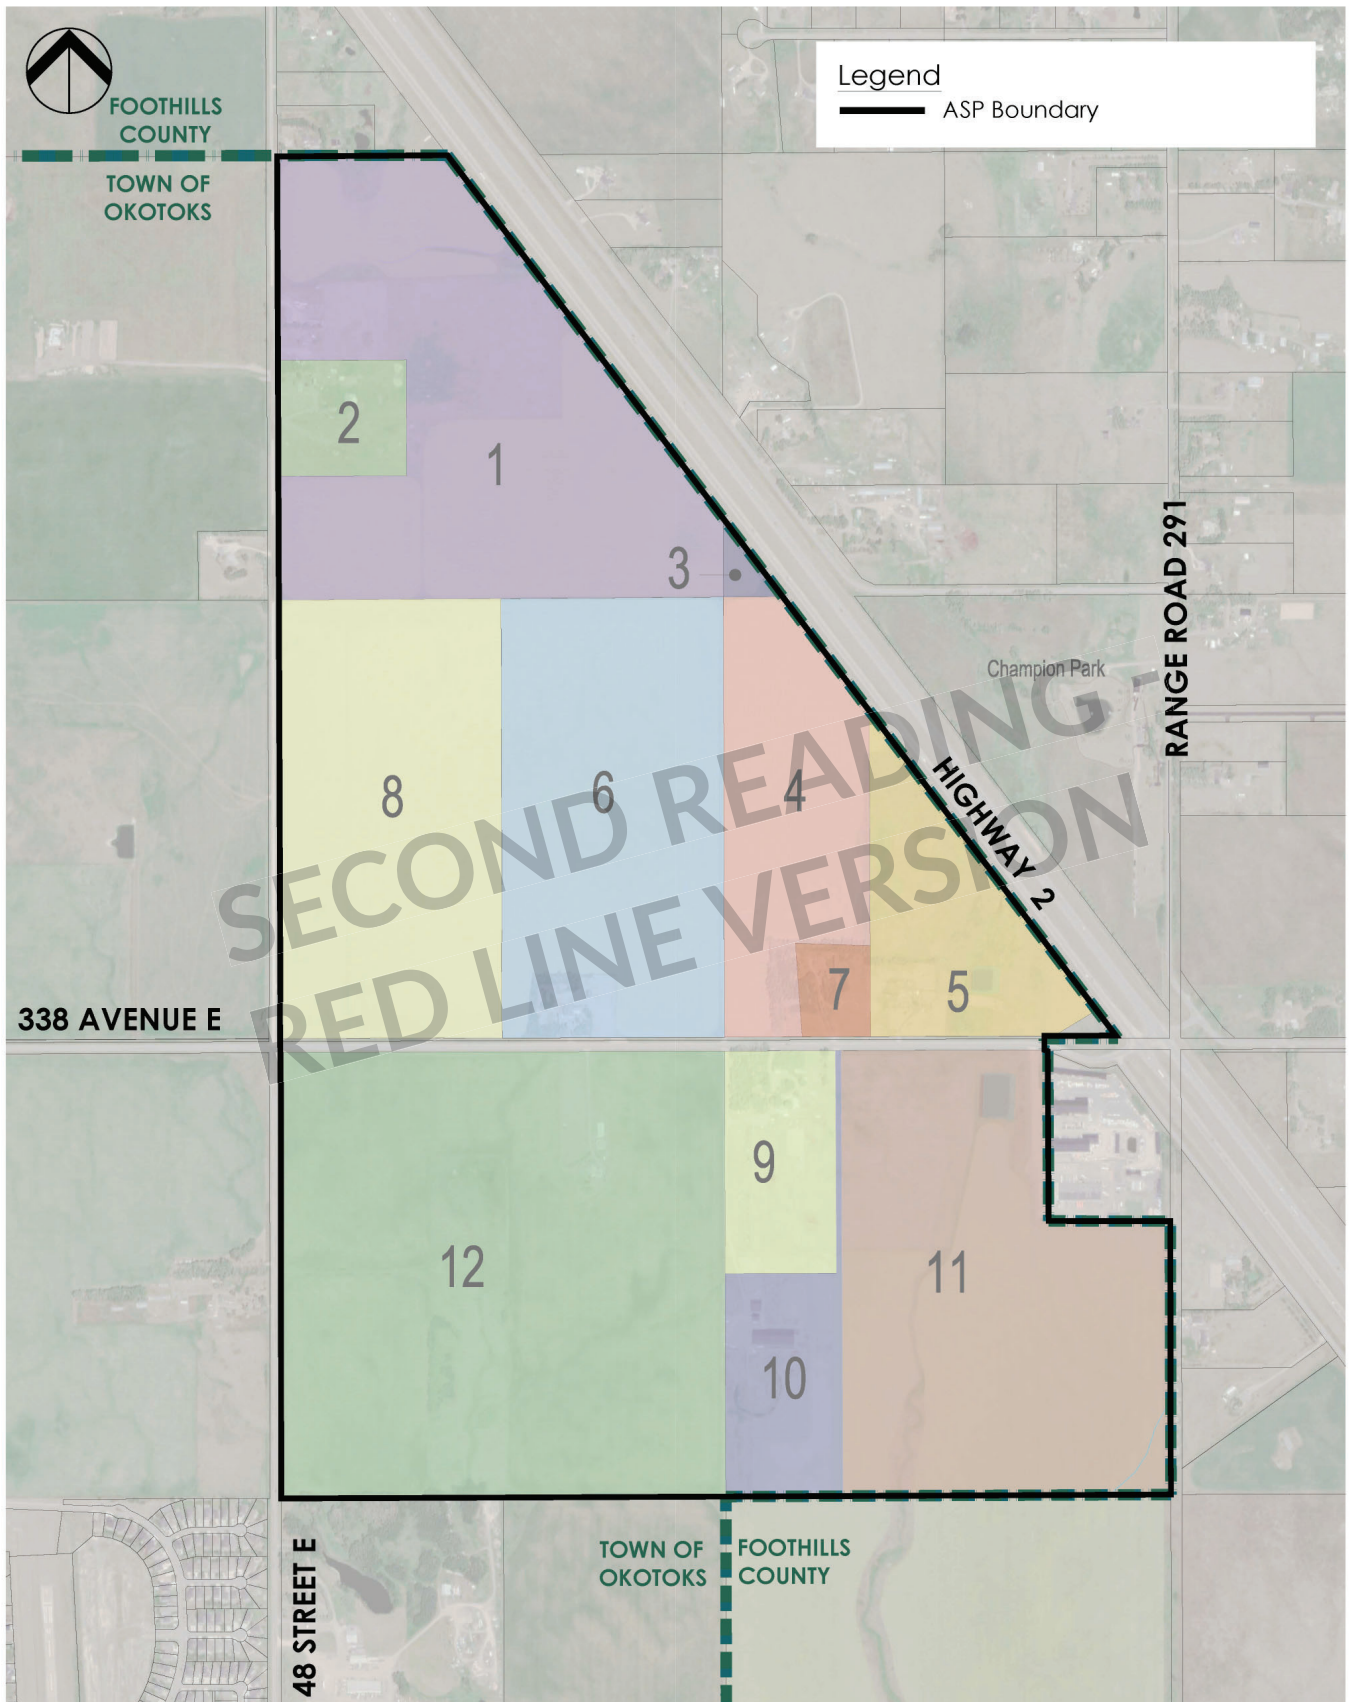 Legend
ASP Boundary
FOOTHILLS
COUNTY
TOWN OF
OKOTOKS
2
1
3
RANGE ROAD 291
Champion Park
HIGHWAY 2
8
6
4
SECOND READING -
RED LINE VERSION
7
5
338 AVENUE E
9
12
11
10
48 STREET E
TOWN OF
OKOTOKS
FOOTHILLS
COUNTY